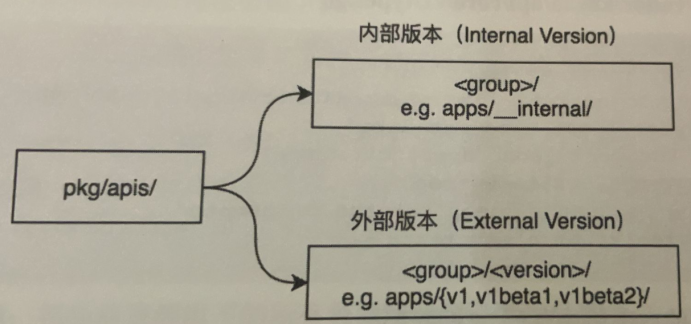 内部版本（Internal Version）
<group>/
e.g. apps/__internal/
pkg/apis/
外部版本（External Version）
<group>/<version>/
e.g. apps/{v1,v1beta1,v1beta2}/